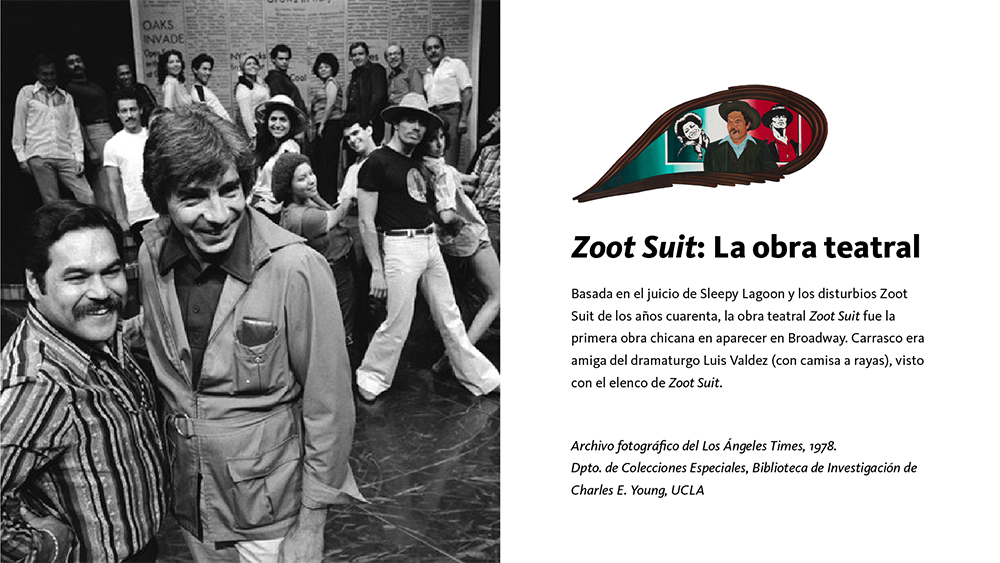 OAKS
INVADE
Zoot Suit: La obra teatral
Basada en el juicio de Sleepy Lagoon y los disturbios Zoot
Suit de los años cuarenta, la obra teatral Zoot Suit fue la
primera obra chicana en aparecer en Broadway. Carrasco era
amiga del dramaturgo Luis Valdez (con camisa a rayas), visto
con el elenco de Zoot Suit.
Archivo fotográfico del Los Ángeles Times, 1978.
Dpto. de Colecciones Especiales, Biblioteca de Investigación de
Charles E. Young, UCLA